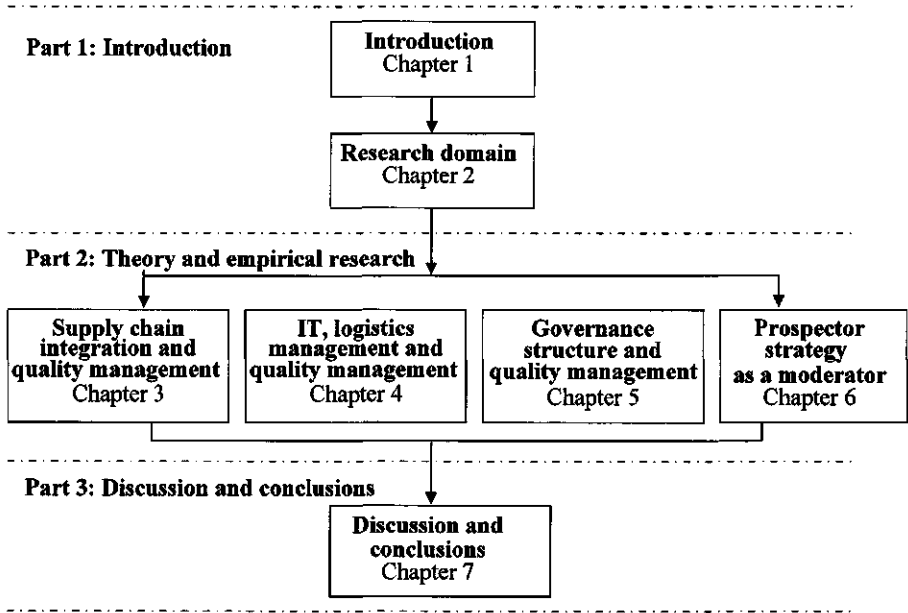 Part 1: Introduction
Introduction
Chapter 1
Research domain
Chapter 2
Part 2: Theory and empirical research
Supply chain
integration and
quality management
Chapter 3
IT, logistics
management and
quality management
Chapter 4
Governance
structure and
quality management
Chapter 5
Prospector
strategy
as a moderator
Chapter 6
Part 3: Discussion and conclusions
Discussion and
conclusions
Chapter 7